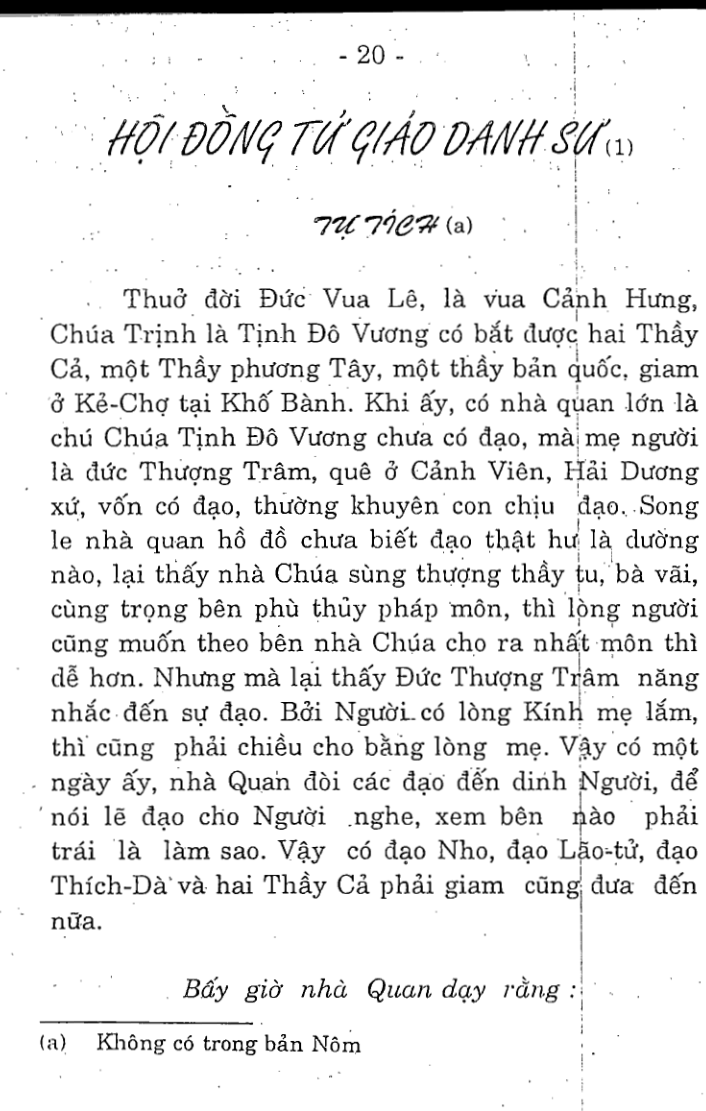 - 20 -
HỘI ĐỒNG TỨ GIÁO DANH SƯ (1)
TỰ TÍCH (a)
Thuở đời Đức Vua Lê, là vua Cảnh Hưng,
Chúa Trịnh là Tịnh Đô Vương có bắt được hai Thầy
Cả, một Thầy phương Tây, một thầy bản quốc, giam
ở Kẻ-Chợ tại Khố Bành. Khi ấy, có nhà quan lớn là
chú Chúa Tịnh Đô Vương chưa có đạo, mà mẹ người
là đức Thượng Trâm, quê ở Cảnh Viên, Hải Dương
xứ, vốn có đạo, thường khuyên con chịu đạo. Song
le nhà quan hồ đồ chưa biết đạo thật hư là dường
nào, lại thấy nhà Chúa sùng thượng thầy tu, bà vãi,
cùng trọng bên phù thủy pháp môn, thì lòng người
cũng muốn theo bên nhà Chúa cho ra nhất môn thì
dễ hơn. Nhưng mà lại thấy Đức Thượng Trâm năng
nhắc đến sự đạo. Bởi Người có lòng Kính mẹ lắm,
thì cũng phải chiều cho bằng lòng mẹ. Vậy có một
ngày ấy, nhà Quan đòi các đạo đến dinh Người, để
nói lẽ đạo cho Người nghe, xem bên nào phải
trái là làm sao. Vậy có đạo Nho, đạo Lão-tử, đạo
Thích-Dà và hai Thầy Cả phải giam cũng đưa đến
nữa.
Bấy giờ nhà Quan dạy rằng :
(a) Không có trong bản Nôm